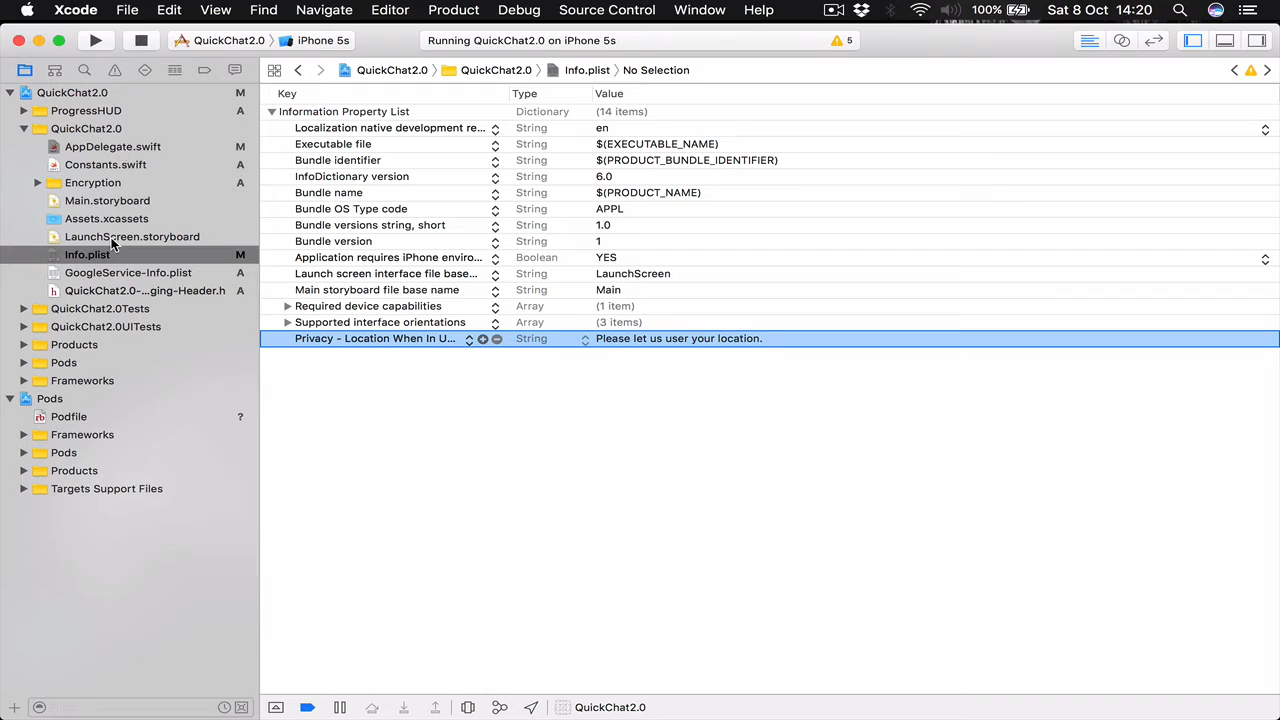 Xcode File Edit View Find Navigate Editor Product Debug Source Control Window Help 100% Sat 8 Oct 14:20
QuickChat2.0 iPhone 5s Running QuickChat2.0 on iPhone 5s 5
QuickChat2.0 QuickChat2.0 Info.plist No Selection
QuickChat2.0 M
ProgressHUD A
QuickChat2.0
AppDelegate.swift M
Constants.swift A
Encryption A
Main.storyboard
Assets.xcassets
LaunchScreen.storyboard
Info.plist M
GoogleService-Info.plist A
QuickChat2.0-...ging-Header.h A
QuickChat2.0Tests
QuickChat2.0UITests
Products
Pods
Frameworks
Pods
Podfile ?
Frameworks
Pods
Products
Targets Support Files
Key Type Value
Information Property List Dictionary (14 items)
Localization native development re... String en
Executable file String $(EXECUTABLE_NAME)
Bundle identifier String $(PRODUCT_BUNDLE_IDENTIFIER)
InfoDictionary version String 6.0
Bundle name String $(PRODUCT_NAME)
Bundle OS Type code String APPL
Bundle versions string, short String 1.0
Bundle version String 1
Application requires iPhone enviro... Boolean YES
Launch screen interface file base... String LaunchScreen
Main storyboard file base name String Main
Required device capabilities Array (1 item)
Supported interface orientations Array (3 items)
Privacy - Location When In U... String Please let us user your location.
QuickChat2.0